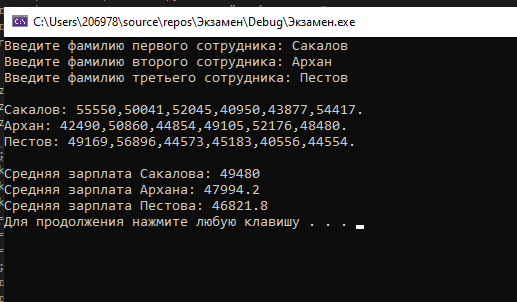 C:\Users\206978\source\repos\Экзамен\Debug\Экзамен.exe
Введите фамилию первого сотрудника: Сакалов
Введите фамилию второго сотрудника: Архан
Введите фамилию третьего сотрудника: Пестов
Сакалов: 55550,50041,52045,40950,43877,54417.
Архан: 42490,50860,44854,49105,52176,48480.
Пестов: 49169,56896,44573,45183,40556,44554.
Средняя зарплата Сакалова: 49480
Средняя зарплата Архана: 47994.2
Средняя зарплата Пестова: 46821.8
Для продолжения нажмите любую клавишу . . .